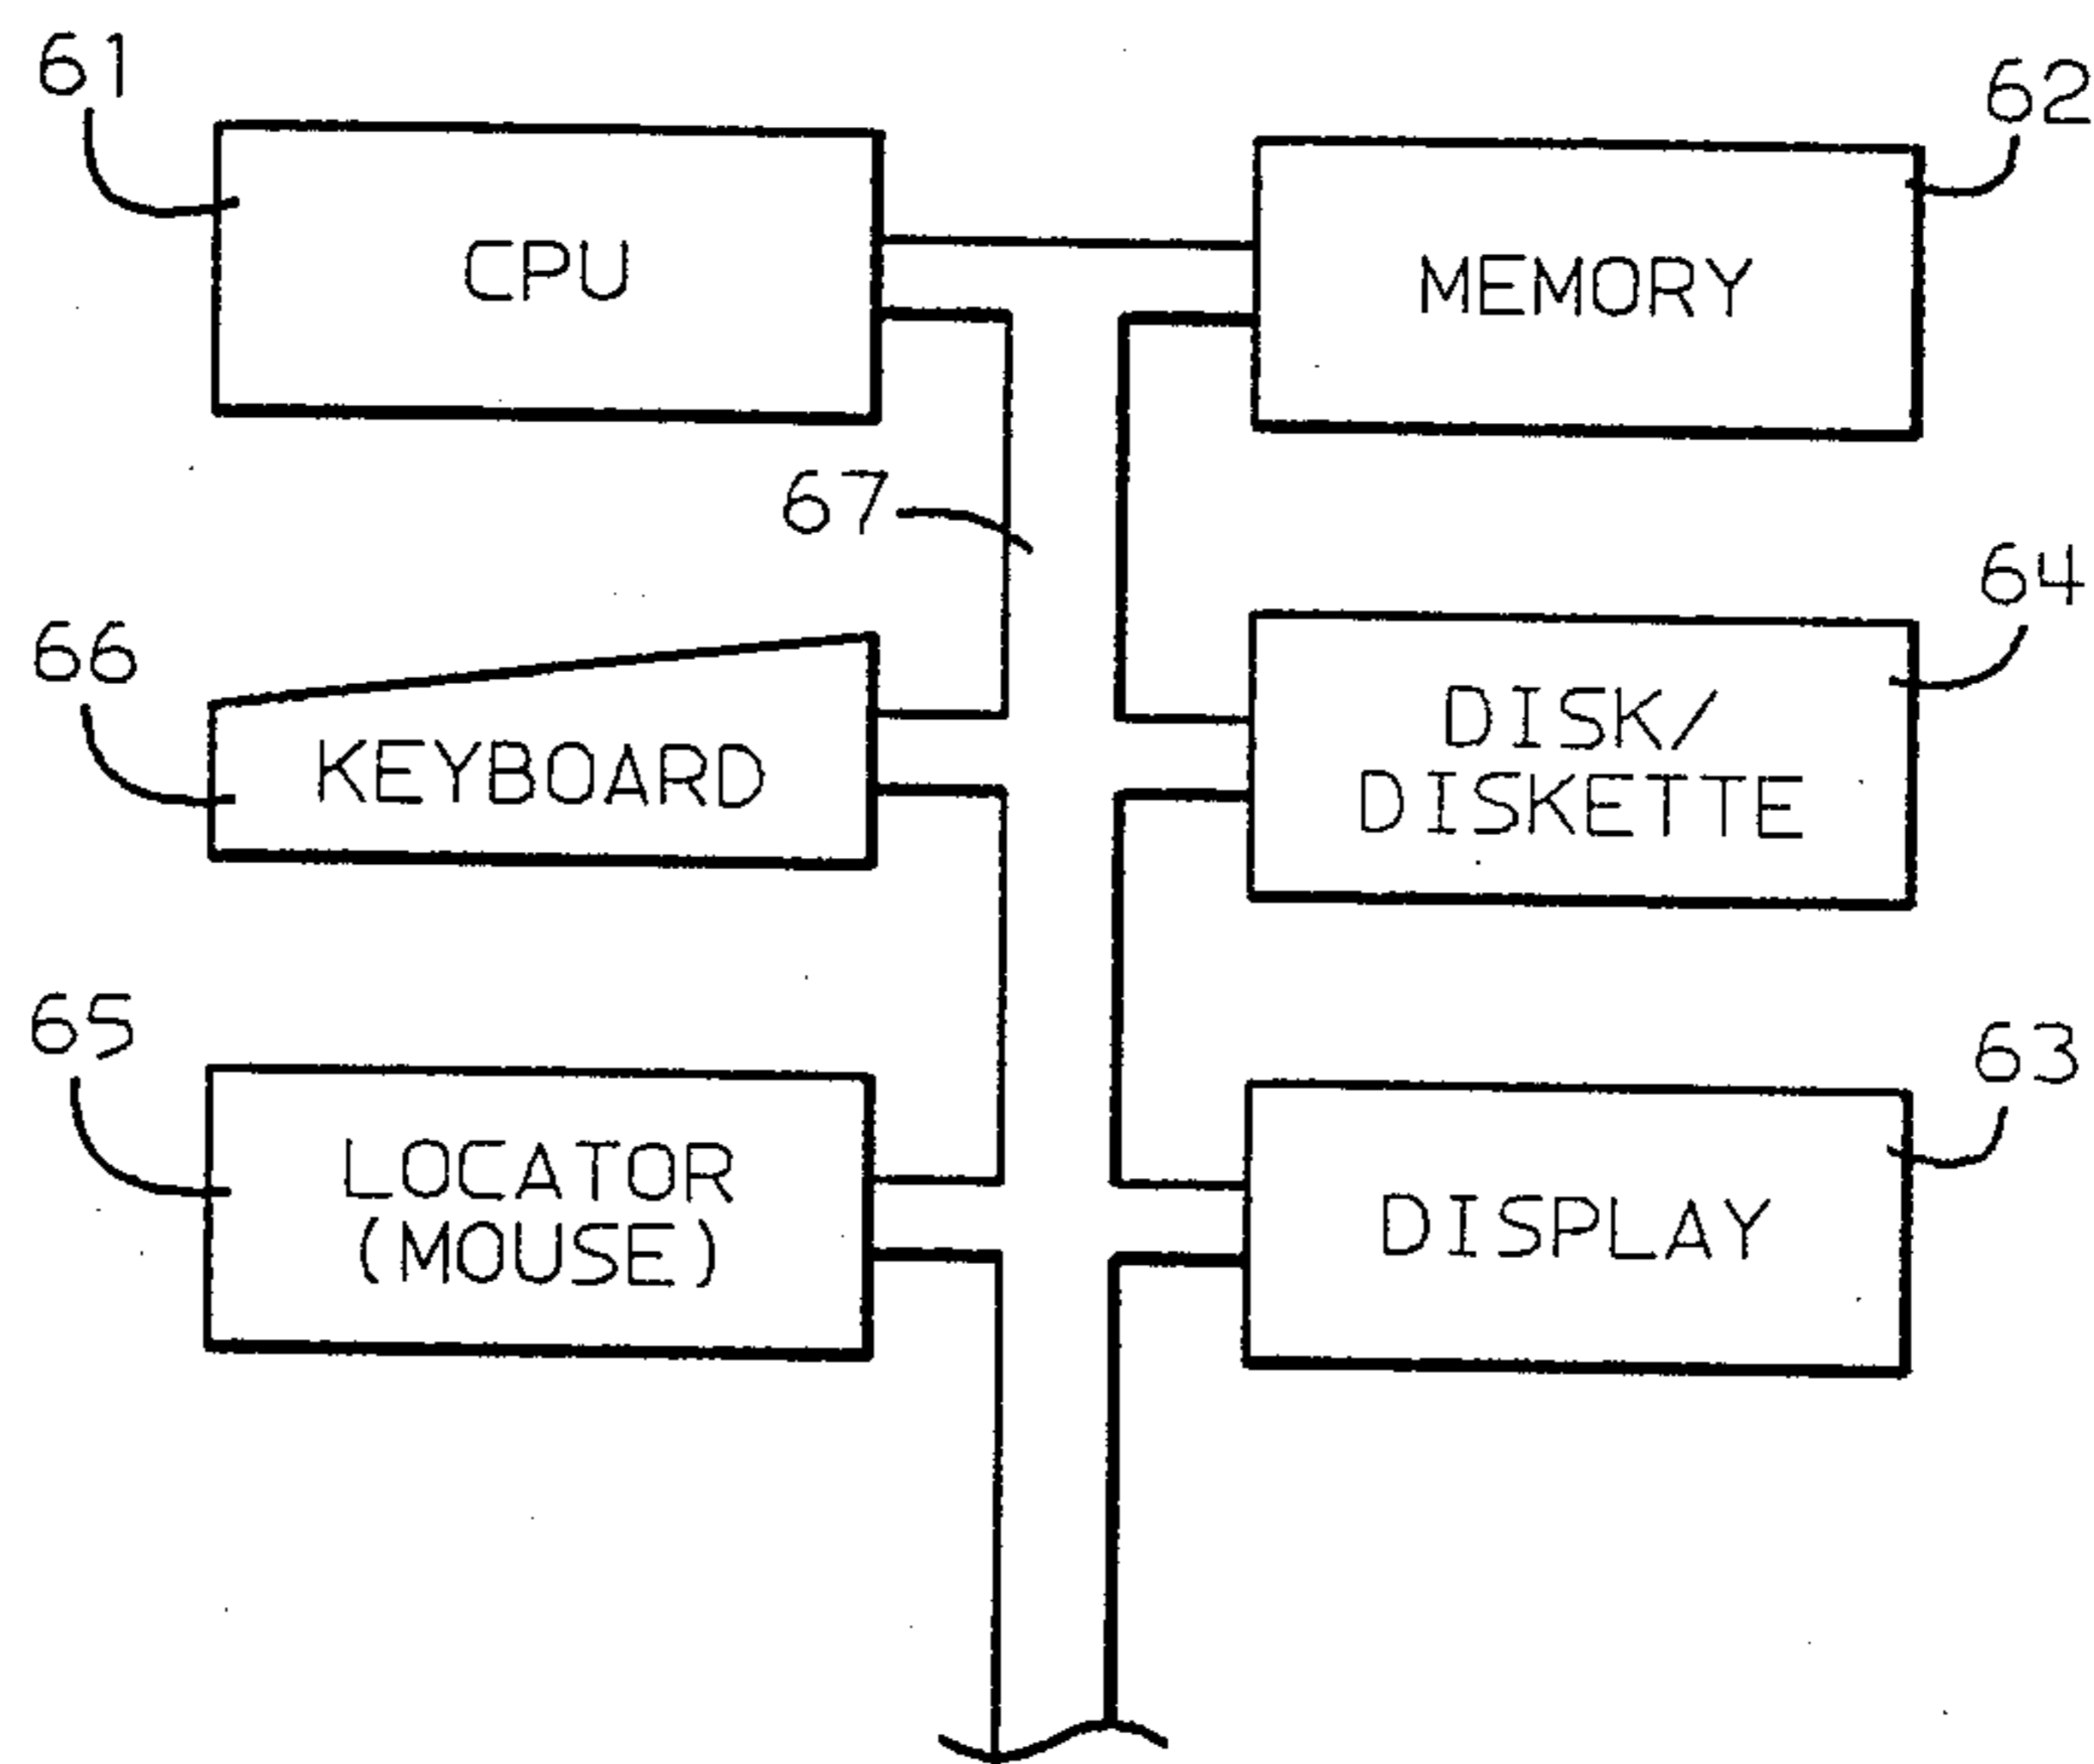 61
62
CPU
MEMORY
67
64
66
DISK/
DISKETTE
KEYBOARD
65
63
LOCATOR
(MOUSE)
DISPLAY